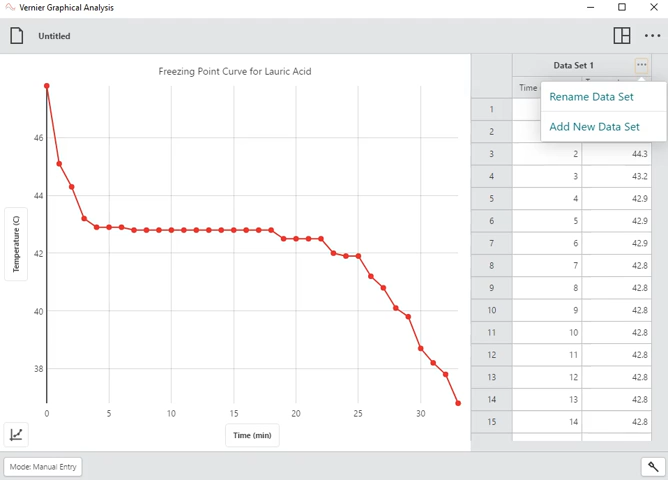 Vernier Graphical Analysis
Untitled
Freezing Point Curve for Lauric Acid
46
44
42
40
38
0 5 10 15 20 25 30
Temperature (C)
Time (min)
Mode: Manual Entry
Data Set 1
Time
Rename Data Set
Add New Data Set
1
2
3 2 44.3
4 3 43.2
5 4 42.9
6 5 42.9
7 6 42.9
8 7 42.8
9 8 42.8
10 9 42.8
11 10 42.8
12 11 42.8
13 12 42.8
14 13 42.8
15 14 42.8